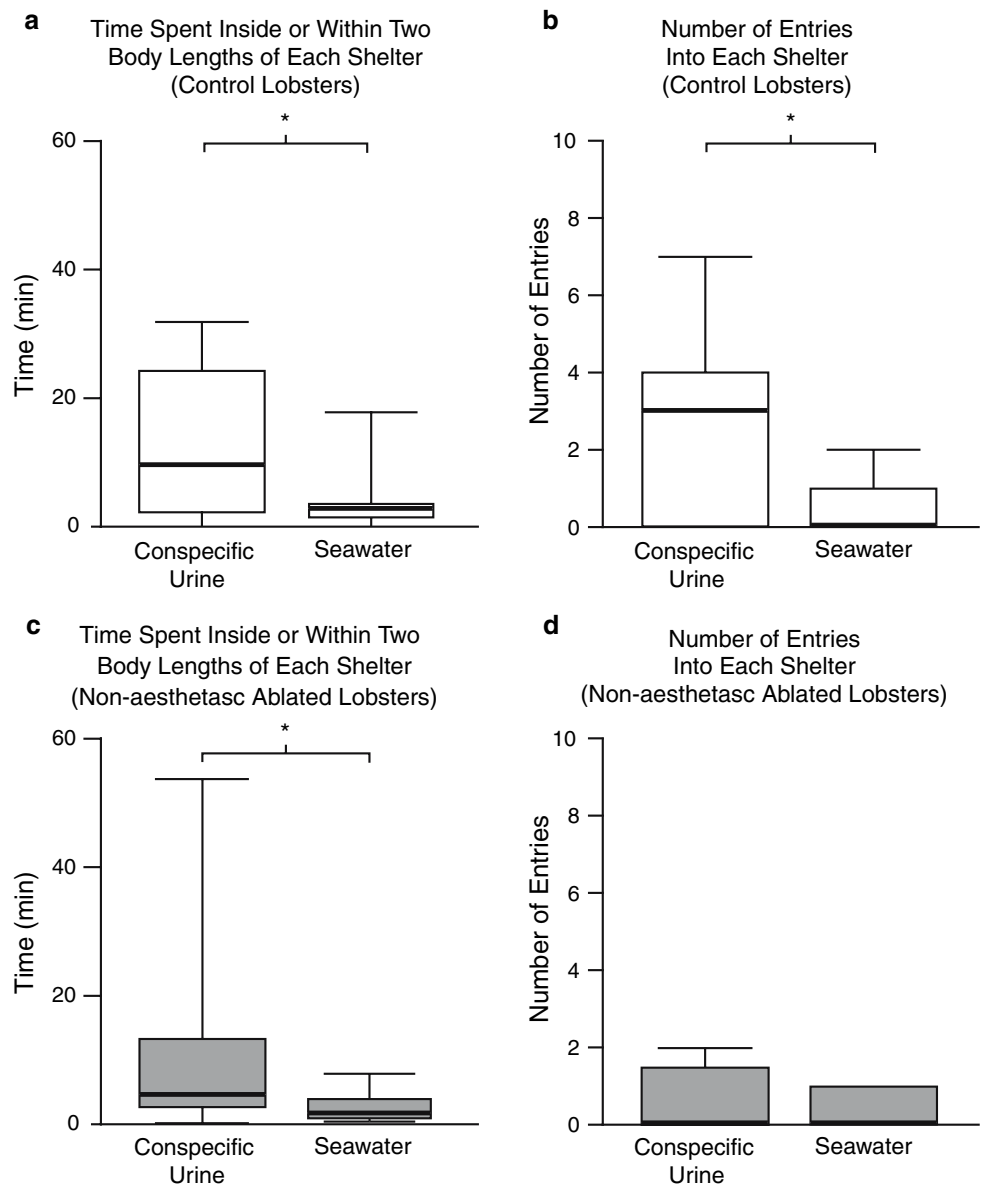 a
Time Spent Inside or Within Two
Body Lengths of Each Shelter
(Control Lobsters)
*
60
40
20
0
Time (min)
Conspecific
Urine
Seawater
b
Number of Entries
Into Each Shelter
(Control Lobsters)
*
10
8
6
4
2
0
Number of Entries
Conspecific
Urine
Seawater
c
Time Spent Inside or Within Two
Body Lengths of Each Shelter
(Non-aesthetasc Ablated Lobsters)
*
60
40
20
0
Time (min)
Conspecific
Urine
Seawater
d
Number of Entries
Into Each Shelter
(Non-aesthetasc Ablated Lobsters)
10
8
6
4
2
0
Number of Entries
Conspecific
Urine
Seawater